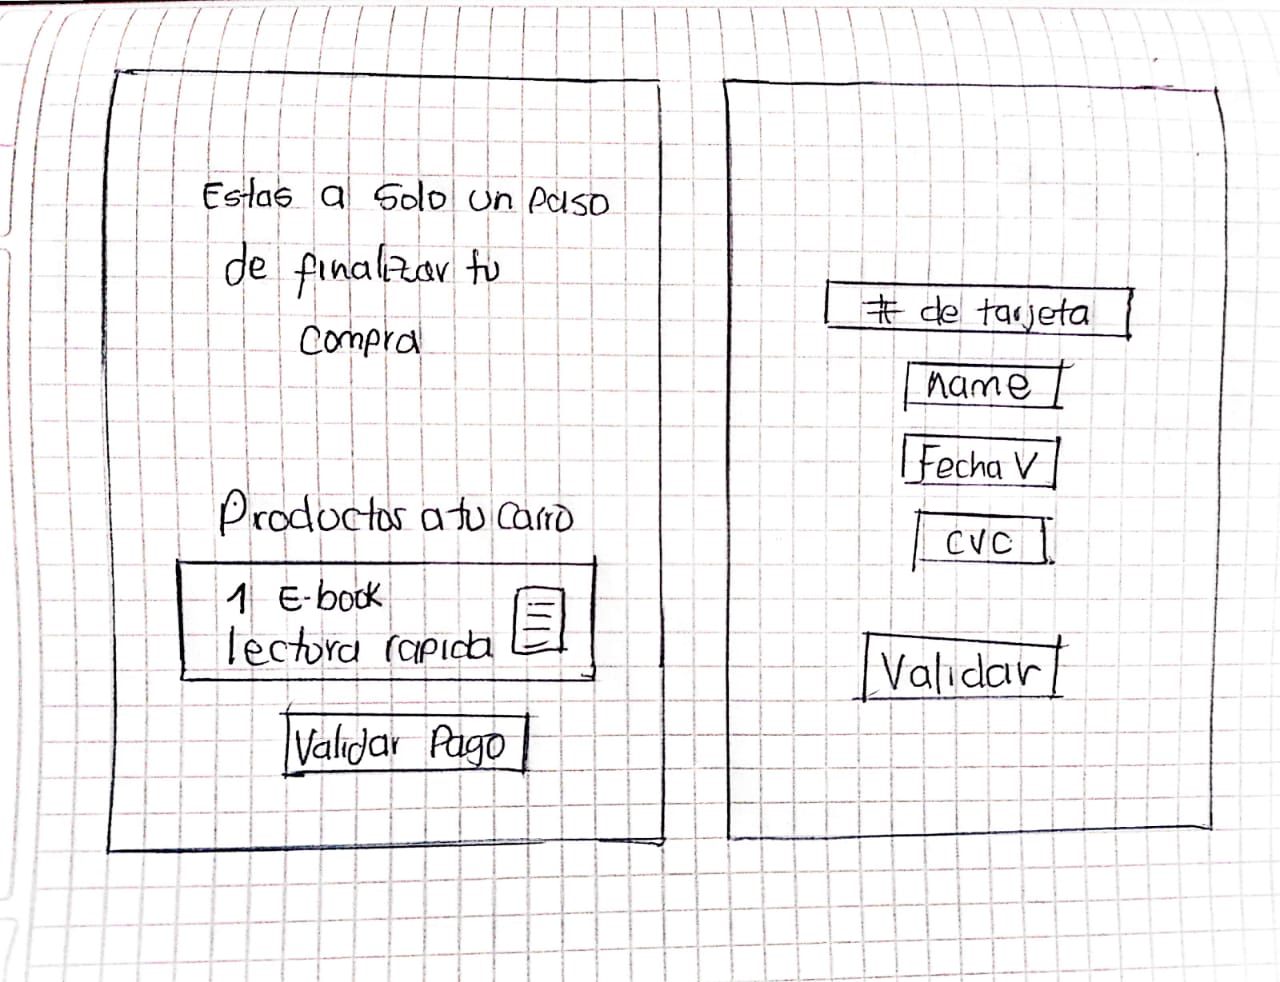 Estas a solo un paso
de finalizar tu
compra
Productos a tu carro
1 E-book
lectora rapida
Validar Pago
# de tarjeta
name
Fecha V
CVC
Validar